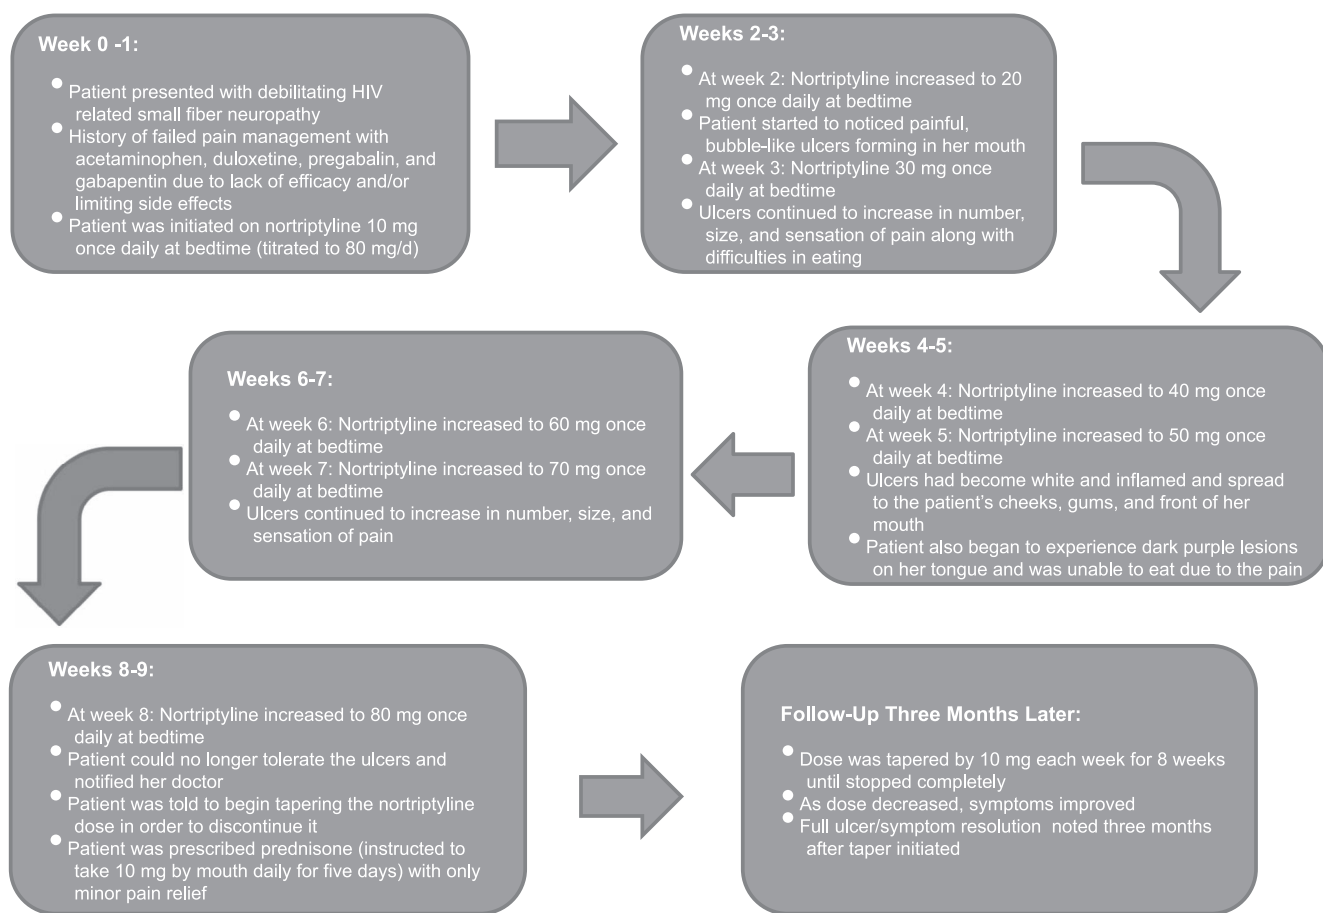 Week 0 -1:
• Patient presented with debilitating HIV
related small fiber neuropathy
• History of failed pain management with
acetaminophen, duloxetine, pregabalin, and
gabapentin due to lack of efficacy and/or
limiting side effects
• Patient was initiated on nortriptyline 10 mg
once daily at bedtime (titrated to 80 mg/d)
Weeks 2-3:
• At week 2: Nortriptyline increased to 20
mg once daily at bedtime
• Patient started to noticed painful,
bubble-like ulcers forming in her mouth
• At week 3: Nortriptyline 30 mg once
daily at bedtime
• Ulcers continued to increase in number,
size, and sensation of pain along with
difficulties in eating
Weeks 4-5:
• At week 4: Nortriptyline increased to 40 mg once
daily at bedtime
• At week 5: Nortriptyline increased to 50 mg once
daily at bedtime
• Ulcers had become white and inflamed and spread
to the patient's cheeks, gums, and front of her
mouth
• Patient also began to experience dark purple lesions
on her tongue and was unable to eat due to the pain
Weeks 6-7:
• At week 6: Nortriptyline increased to 60 mg once
daily at bedtime
• At week 7: Nortriptyline increased to 70 mg once
daily at bedtime
• Ulcers continued to increase in number, size, and
sensation of pain
Weeks 8-9:
• At week 8: Nortriptyline increased to 80 mg once
daily at bedtime
• Patient could no longer tolerate the ulcers and
notified her doctor
• Patient was told to begin tapering the nortriptyline
dose in order to discontinue it
• Patient was prescribed prednisone (instructed to
take 10 mg by mouth daily for five days) with only
minor pain relief
Follow-Up Three Months Later:
• Dose was tapered by 10 mg each week for 8 weeks
until stopped completely
• As dose decreased, symptoms improved
• Full ulcer/symptom resolution noted three months
after taper initiated